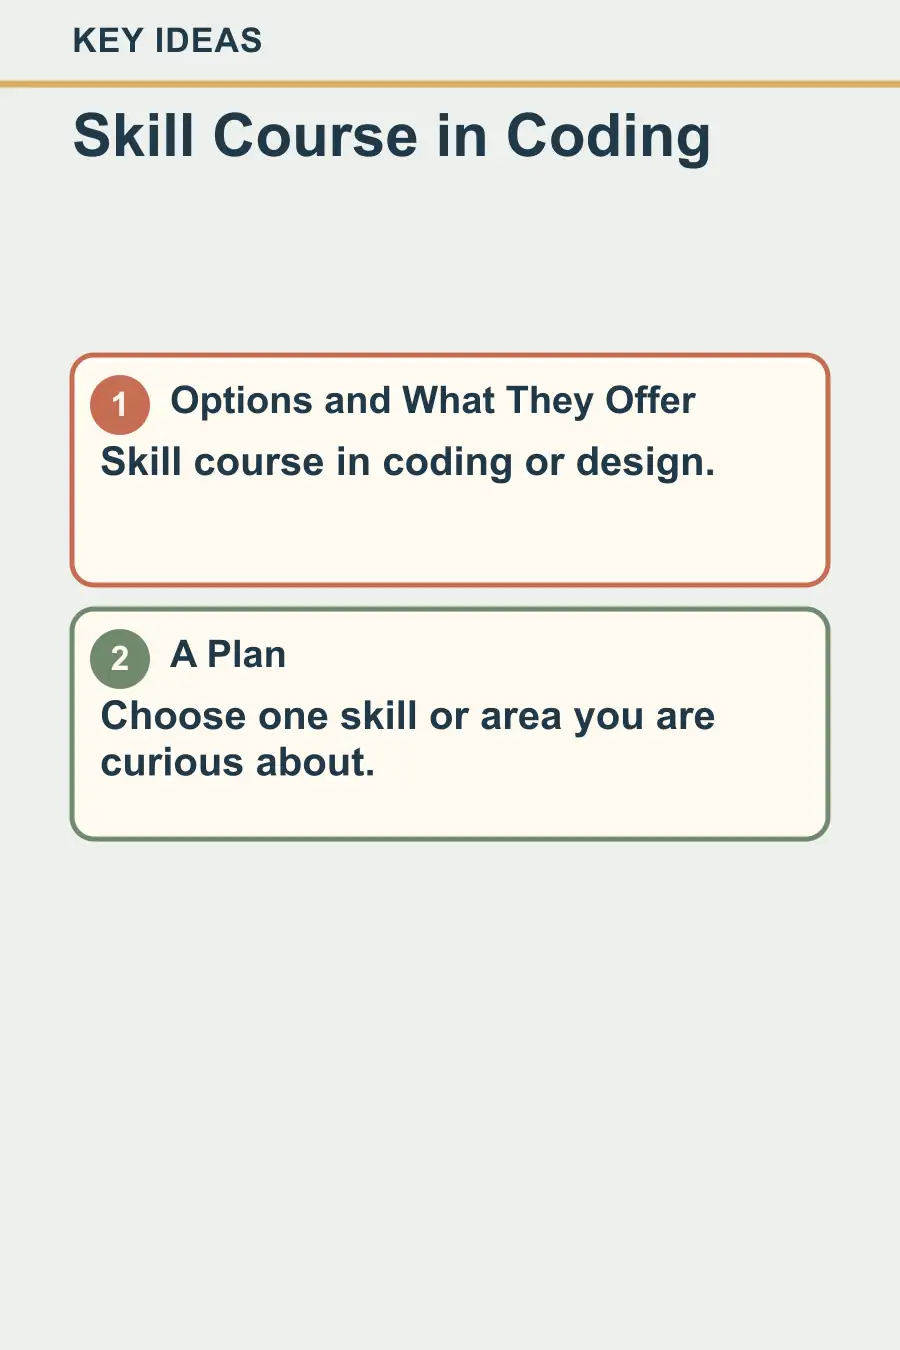 KEY IDEAS
Skill Course in Coding
1 Options and What They Offer
Skill course in coding or design.
2 A Plan
Choose one skill or area you are
curious about.